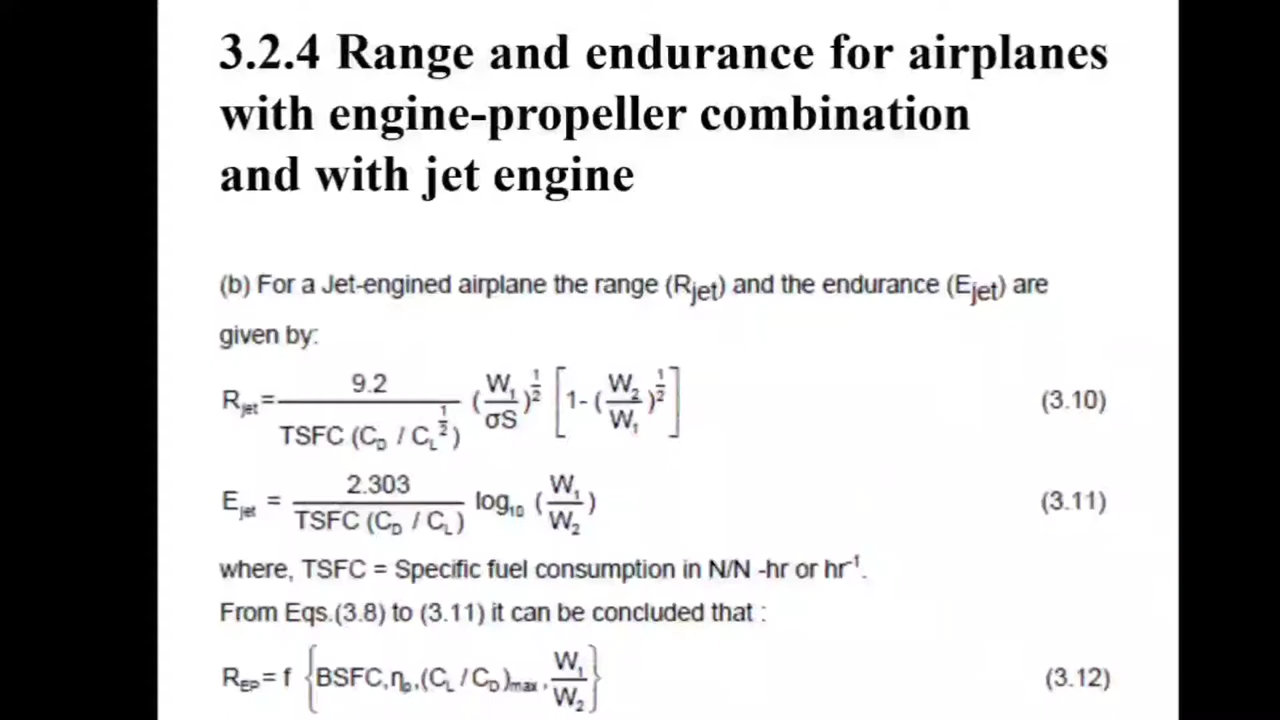 3.2.4 Range and endurance for airplanes
with engine-propeller combination
and with jet engine
(b) For a Jet-engined airplane the range (Rjet) and the endurance (Ejet) are
given by:
Rjet = 9.2 / TSFC (CD / CL^1/2) (W1/σS)^1/2 [1- (W2/W1)^1/2] (3.10)
Ejet = 2.303 / TSFC (CD / CL) log10 (W1/W2) (3.11)
where, TSFC = Specific fuel consumption in N/N -hr or hr-1.
From Eqs.(3.8) to (3.11) it can be concluded that :
REP = f {BSFC, ηp, (CL / CD)max, W1/W2} (3.12)